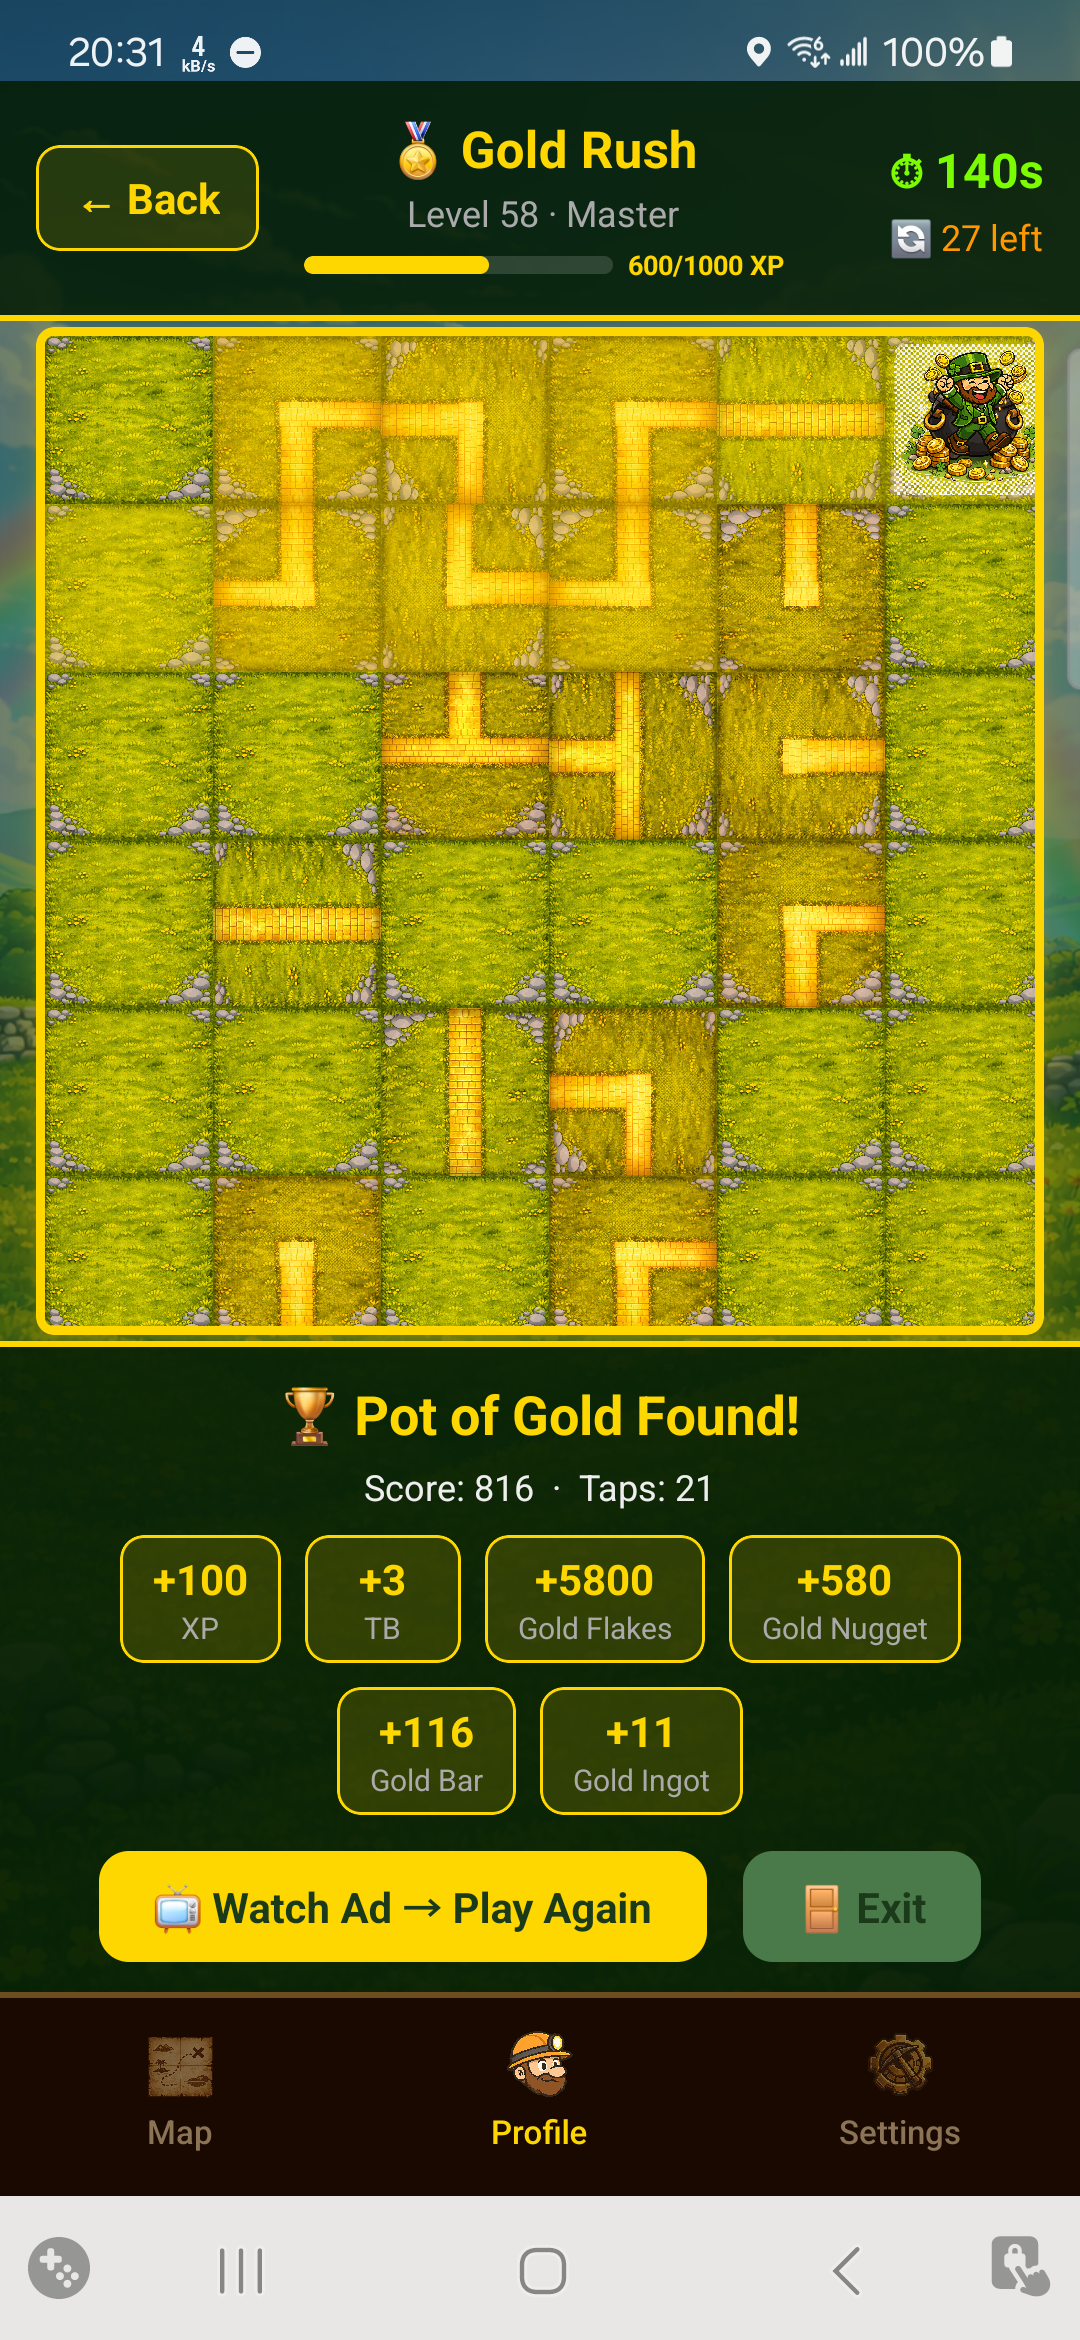 20:31 4 kB/s 6 100%
← Back
Gold Rush
Level 58 · Master
600/1000 XP
140s
27 left
Pot of Gold Found!
Score: 816 · Taps: 21
+100
XP
+3
TB
+5800
Gold Flakes
+580
Gold Nugget
+116
Gold Bar
+11
Gold Ingot
Watch Ad → Play Again
Exit
Map
Profile
Settings